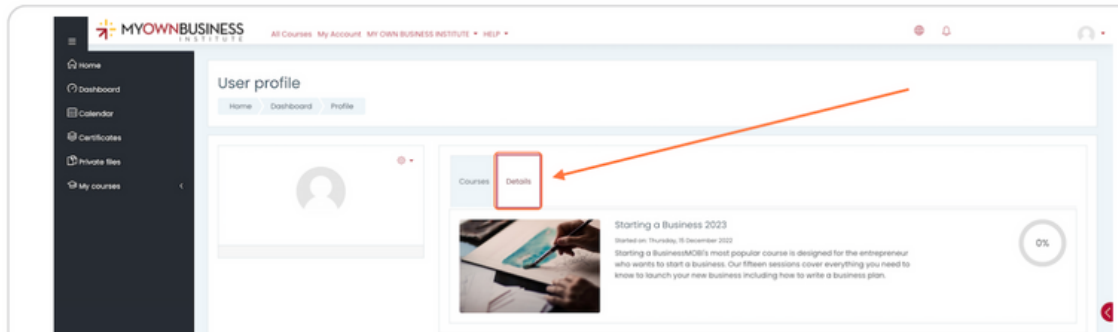 MYOWNBUSINESS
INSTITUTE
All Courses My Account MY OWN BUSINESS INSTITUTE HELP
Home
Dashboard
Calendar
Certificates
Private files
My courses
User profile
Home Dashboard Profile
Courses Details
Starting a Business 2023
Started on: Thursday, 15 December 2022
Starting a BusinessMOBI's most popular course is designed for the entrepreneur
who wants to start a business. Our fifteen sessions cover everything you need to
know to launch your new business including how to write a business plan.
0%